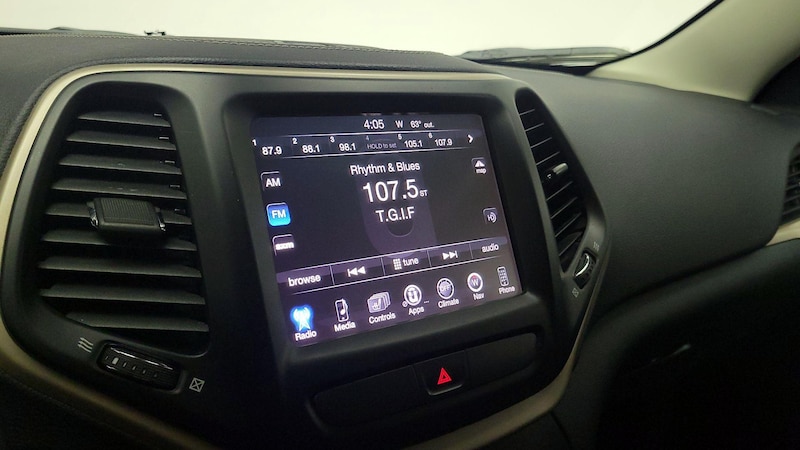 4:05 W 63° out.
1 2 3 4 5 6
87.9 88.1 98.1 HOLD to set 105.1 107.9
Rhythm & Blues
map
AM
107.5 ST
FM
T.G.I.F
sxm
browse tune audio
Radio Media Controls Apps Climate Nav Phone
OFF W